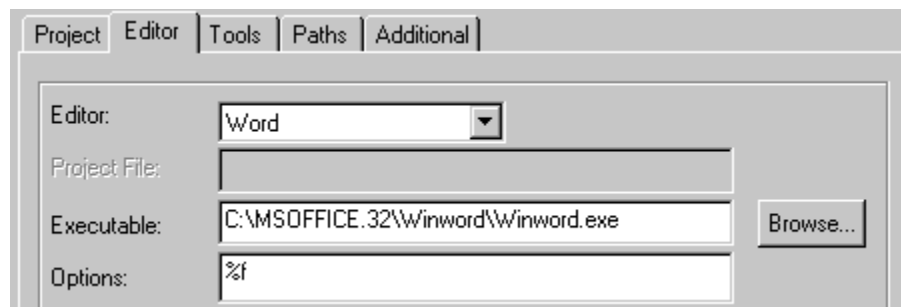 Project Editor Tools Paths Additional
Editor: Word
Project File:
Executable: C:\MSOFFICE.32\Winword\Winword.exe Browse...
Options: %f